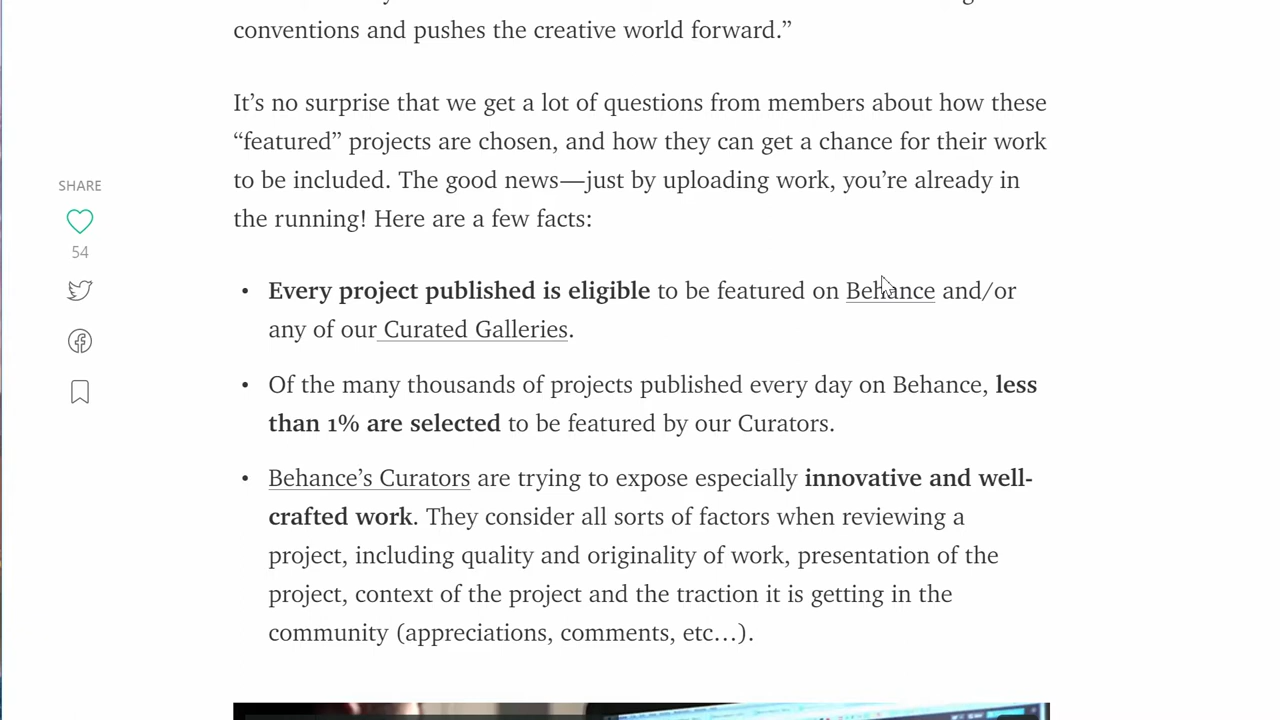 conventions and pushes the creative world forward.”
It’s no surprise that we get a lot of questions from members about how these
“featured” projects are chosen, and how they can get a chance for their work
to be included. The good news—just by uploading work, you’re already in
the running! Here are a few facts:
SHARE
54
• Every project published is eligible to be featured on Behance and/or
any of our Curated Galleries.
• Of the many thousands of projects published every day on Behance, less
than 1% are selected to be featured by our Curators.
• Behance’s Curators are trying to expose especially innovative and well-
crafted work. They consider all sorts of factors when reviewing a
project, including quality and originality of work, presentation of the
project, context of the project and the traction it is getting in the
community (appreciations, comments, etc…).